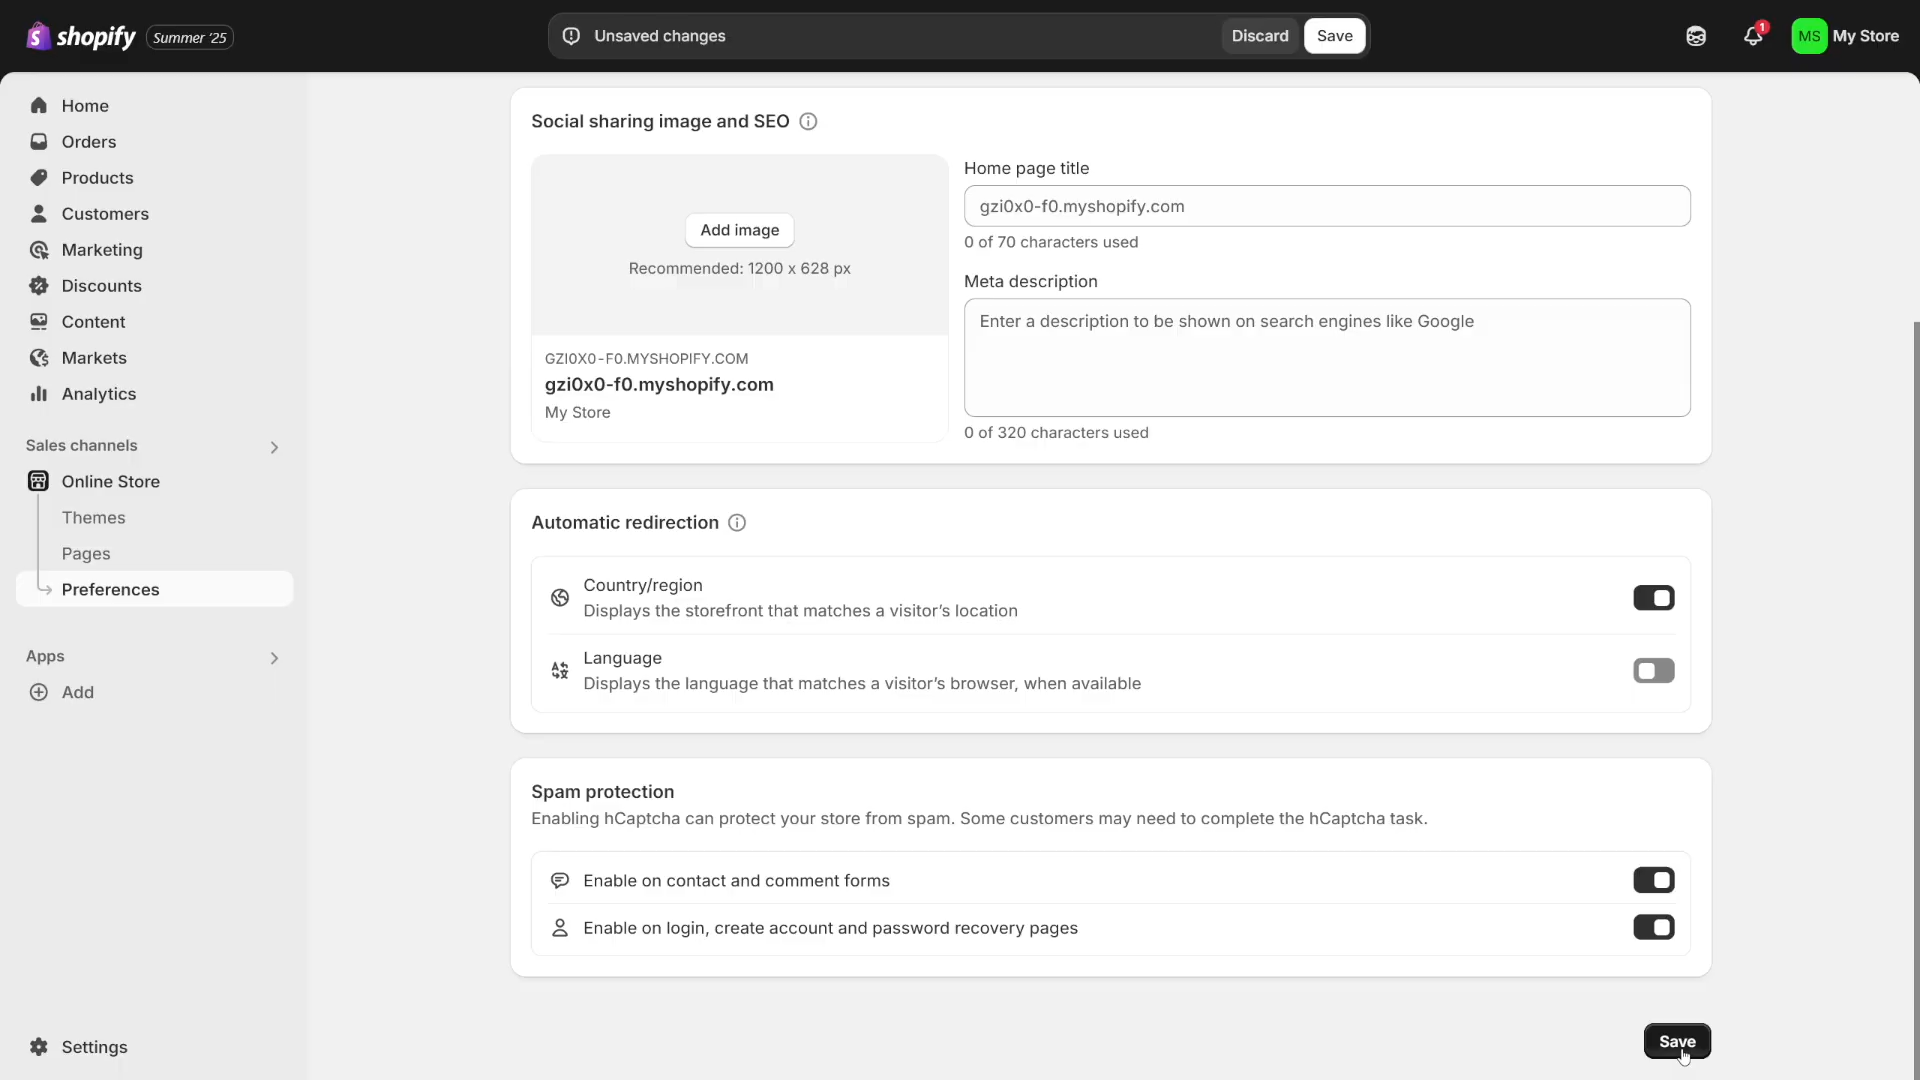 shopify Summer '25
Unsaved changes
Discard
Save
1
MS
My Store
Home
Orders
Products
Customers
Marketing
Discounts
Content
Markets
Analytics
Sales channels
Online Store
Themes
Pages
Preferences
Apps
Add
Settings
Social sharing image and SEO
Add image
Recommended: 1200 x 628 px
GZI0X0-F0.MYSHOPIFY.COM
gzi0x0-f0.myshopify.com
My Store
Home page title
gzi0x0-f0.myshopify.com
0 of 70 characters used
Meta description
Enter a description to be shown on search engines like Google
0 of 320 characters used
Automatic redirection
Country/region
Displays the storefront that matches a visitor’s location
Language
Displays the language that matches a visitor’s browser, when available
Spam protection
Enabling hCaptcha can protect your store from spam. Some customers may need to complete the hCaptcha task.
Enable on contact and comment forms
Enable on login, create account and password recovery pages
Save